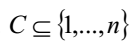 C ⊆ {1,...,n}